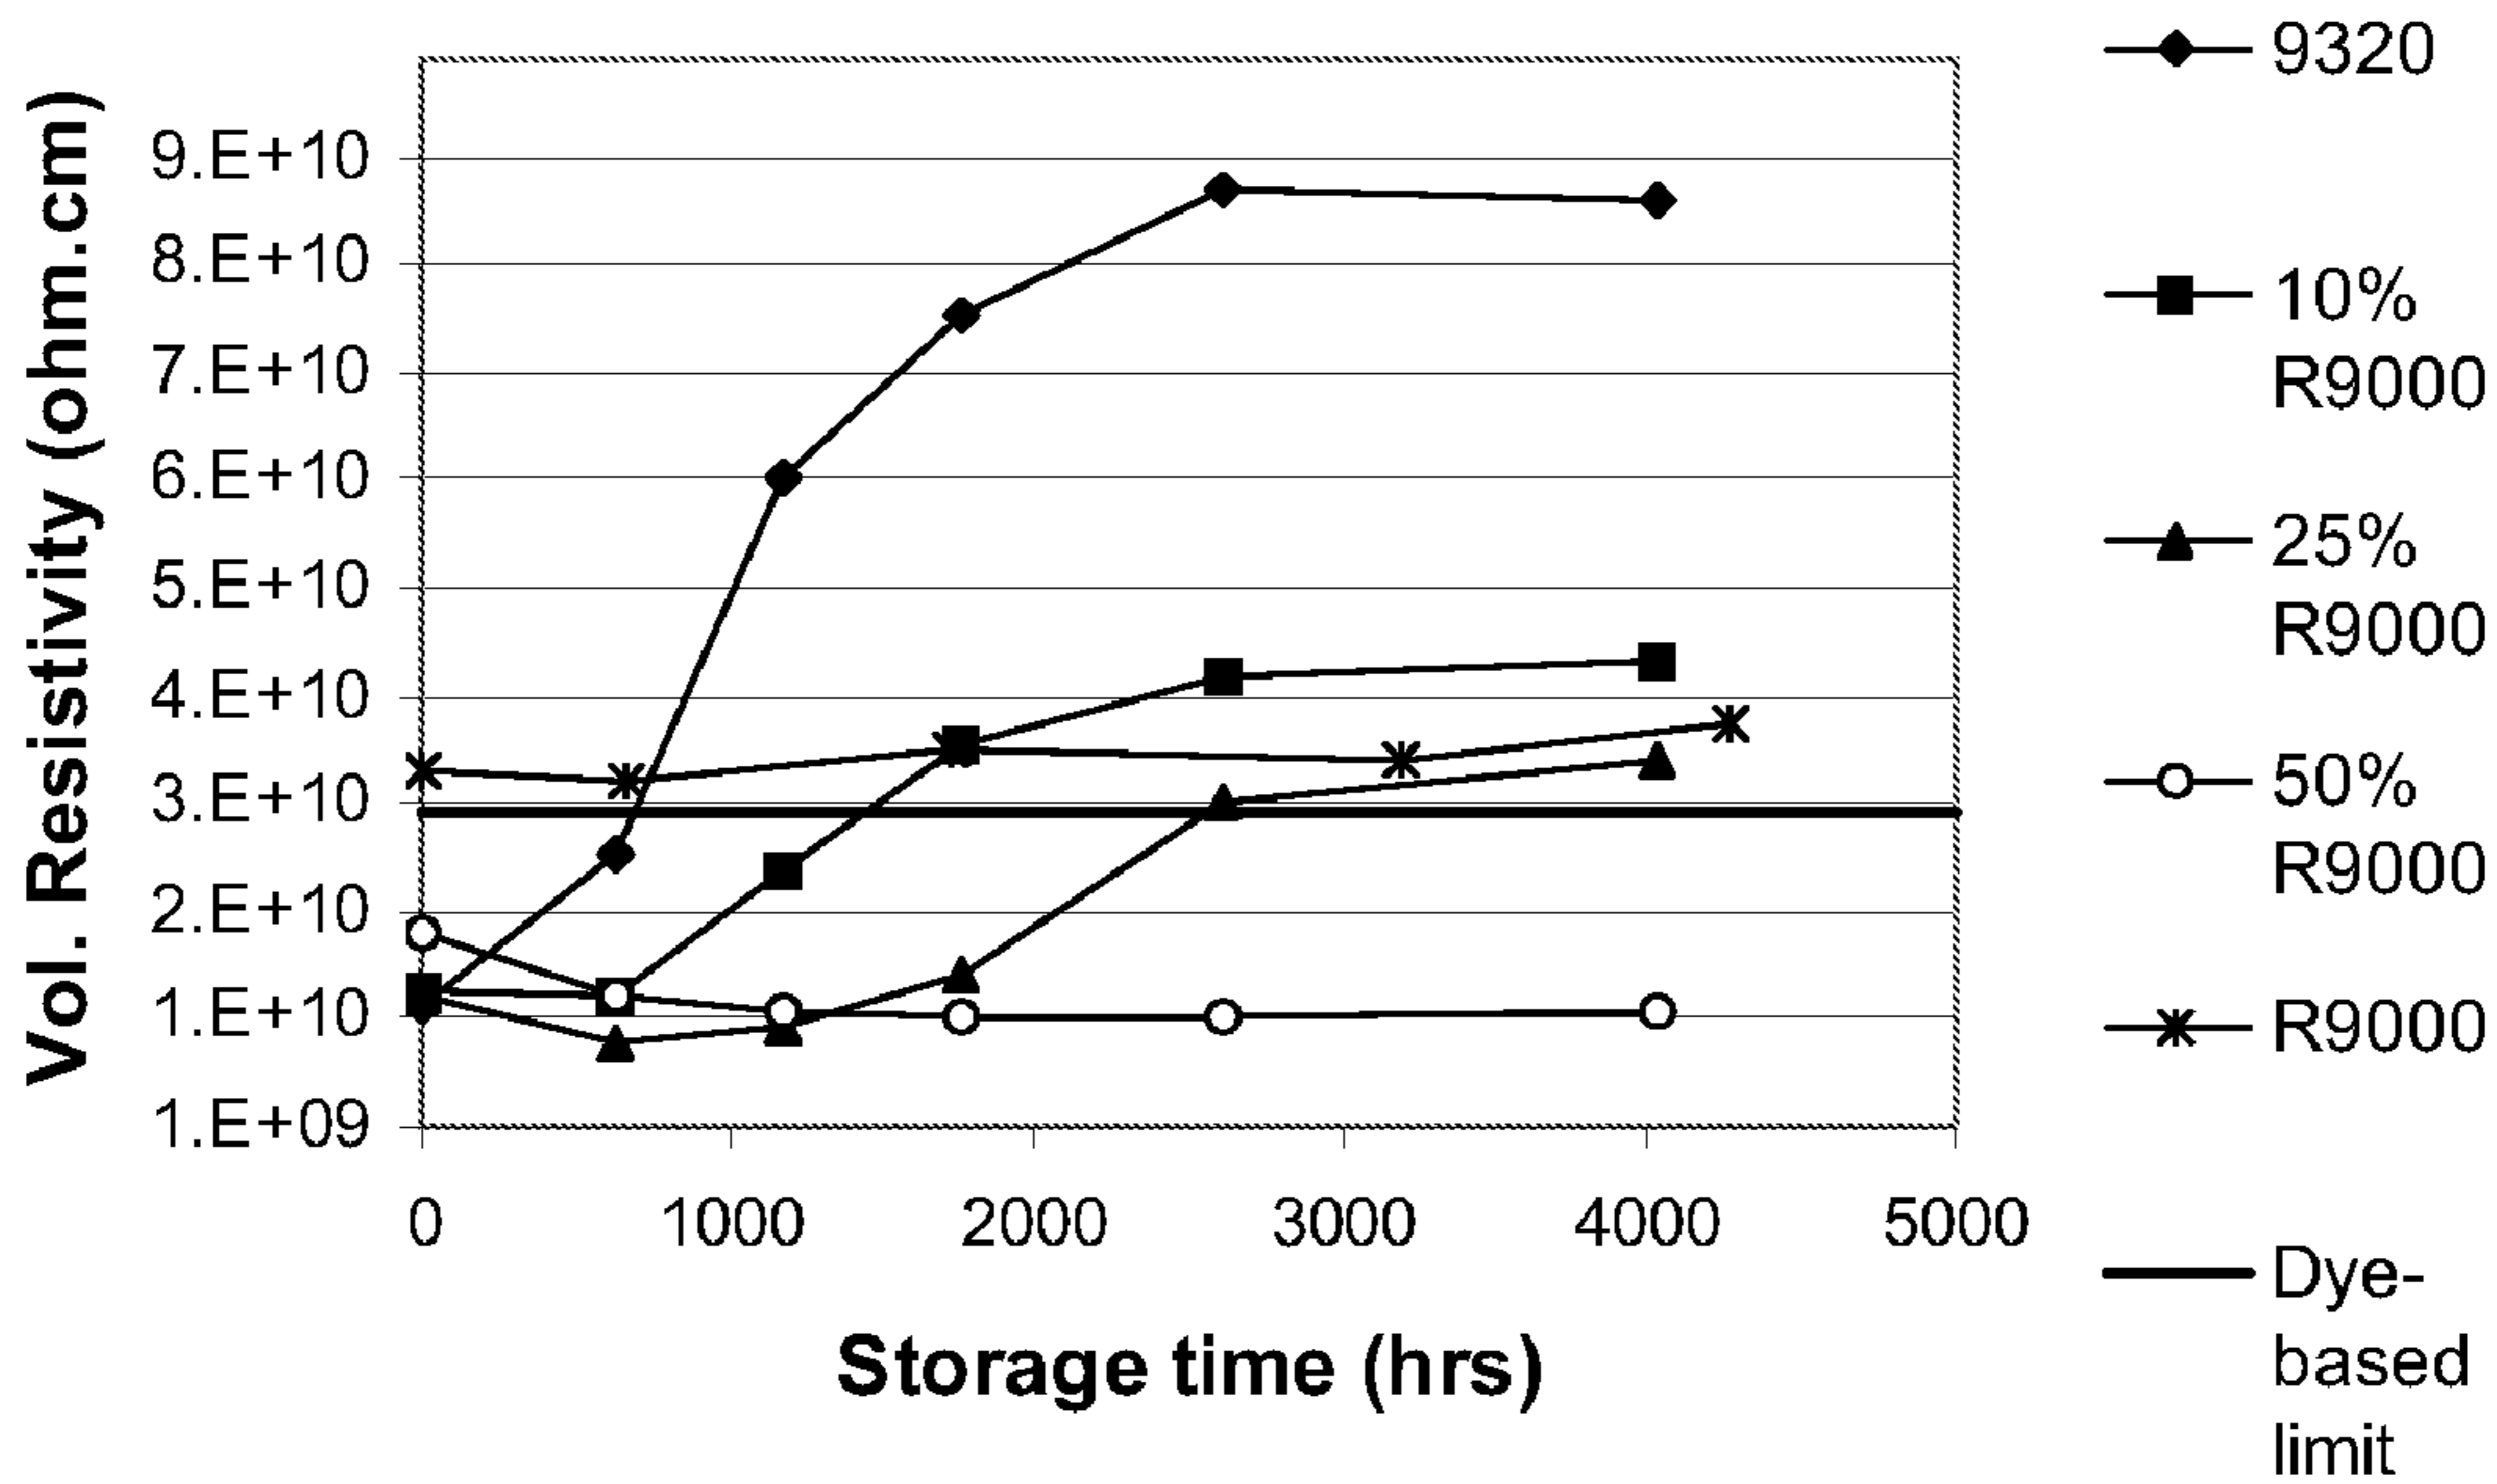 Vol. Resistivity (ohm.cm)
9.E+10
8.E+10
7.E+10
6.E+10
5.E+10
4.E+10
3.E+10
2.E+10
1.E+10
1.E+09
0 1000 2000 3000 4000 5000
Storage time (hrs)
9320
10%
R9000
25%
R9000
50%
R9000
R9000
Dye-
based
limit